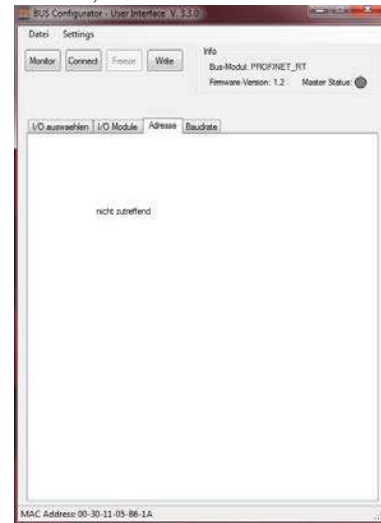 BUS Configurator - User Interface V. 3.3.0
Datei Settings
Monitor Connect Freeze Write
Info
Bus-Modul: PROFINET_RT
Firmware-Version: 1.2 Master Status:
I/O auswaehlen I/O Module Adresse Baudrate
nicht zutreffend
MAC Address: 00-30-11-05-B6-1A